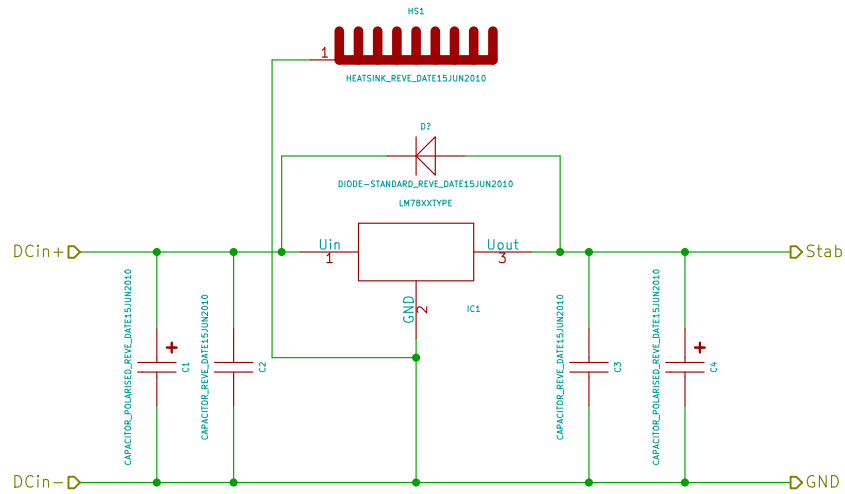 HS1
1
HEATSINK_REVE_DATE15JUN2010
D?
DIODE-STANDARD_REVE_DATE15JUN2010
LM78XXTYPE
DCin+
Uin
1
Uout
3
Stab
GND
2
IC1
CAPACITOR_POLARISED_REVE_DATE15JUN2010
+
C1
CAPACITOR_REVE_DATE15JUN2010
C2
CAPACITOR_REVE_DATE15JUN2010
C3
CAPACITOR_POLARISED_REVE_DATE15JUN2010
+
C4
DCin-
GND